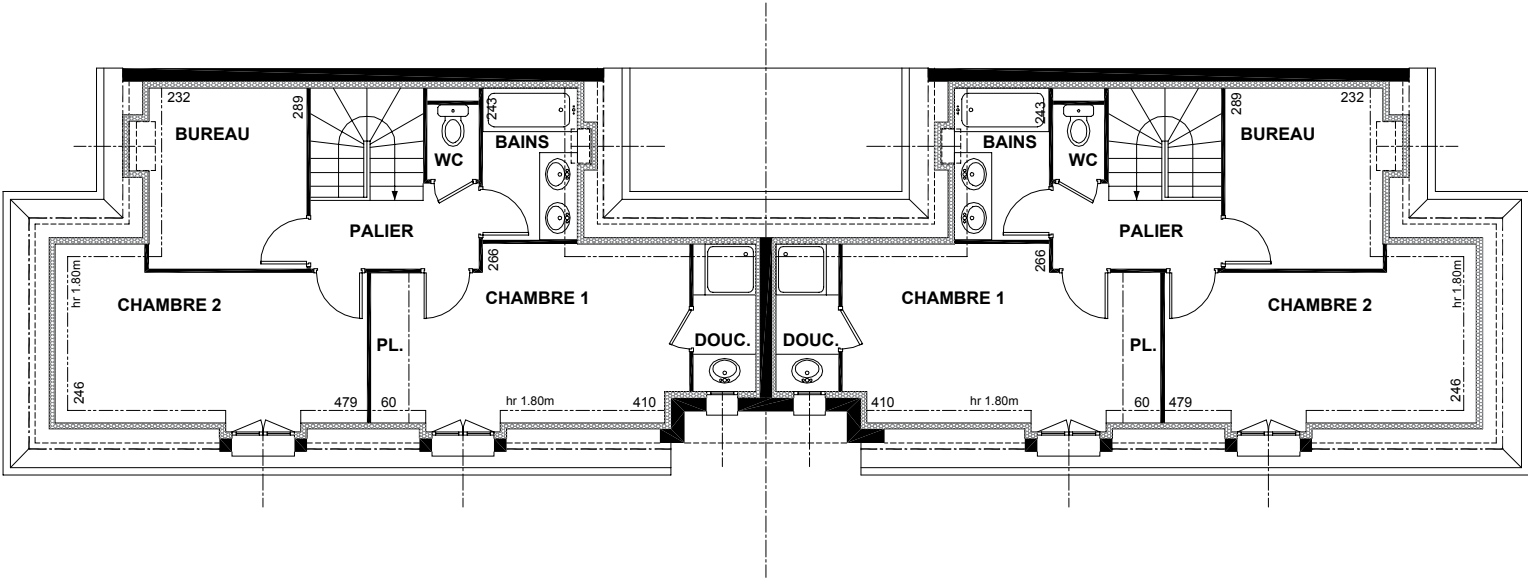 232
289
BUREAU
243
BAINS
WC
PALIER
hr 1.80m
CHAMBRE 2
246
479
PL.
60
266
CHAMBRE 1
hr 1.80m
410
DOUC.
DOUC.
410
CHAMBRE 1
266
hr 1.80m
PL.
60
243
BAINS
WC
PALIER
289
232
BUREAU
CHAMBRE 2
hr 1.80m
246
479